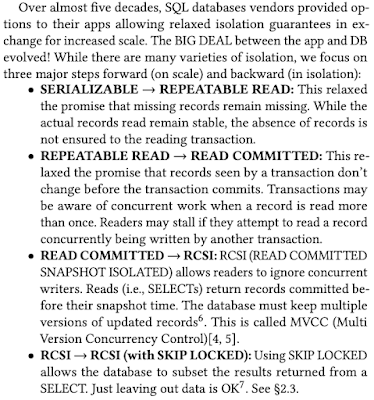 Over almost five decades, SQL databases vendors provided op-
tions to their apps allowing relaxed isolation guarantees in ex-
change for increased scale. The BIG DEAL between the app and DB
evolved! While there are many varieties of isolation, we focus on
three major steps forward (on scale) and backward (in isolation):
• SERIALIZABLE → REPEATABLE READ: This relaxed
the promise that missing records remain missing. While the
actual records read remain stable, the absence of records is
not ensured to the reading transaction.
• REPEATABLE READ → READ COMMITTED: This re-
laxed the promise that records seen by a transaction don't
change before the transaction commits. Transactions may
be aware of concurrent work when a record is read more
than once. Readers may stall if they attempt to read a record
concurrently being written by another transaction.
• READ COMMITTED → RCSI: RCSI (READ COMMITTED
SNAPSHOT ISOLATED) allows readers to ignore concurrent
writers. Reads (i.e., SELECTs) return records committed be-
fore their snapshot time. The database must keep multiple
versions of updated records⁶. This is called MVCC (Multi
Version Concurrency Control)[4, 5].
• RCSI → RCSI (with SKIP LOCKED): Using SKIP LOCKED
allows the database to subset the results returned from a
SELECT. Just leaving out data is OK⁷. See §2.3.